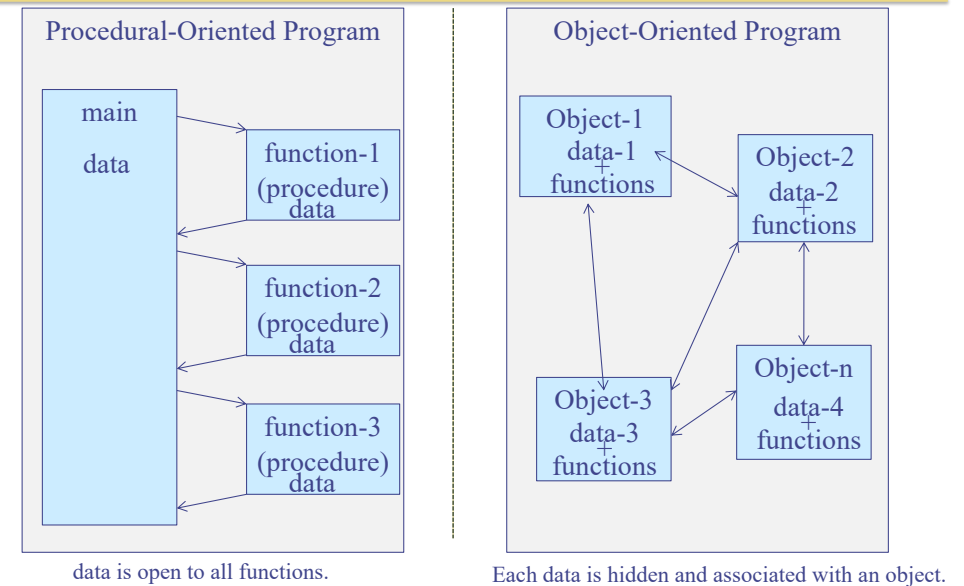 Procedural-Oriented Program
main
data
function-1
(procedure)
data
function-2
(procedure)
data
function-3
(procedure)
data
data is open to all functions.
Object-Oriented Program
Object-1
data-1
+
functions
Object-2
data-2
+
functions
Object-3
data-3
+
functions
Object-n
data-4
+
functions
Each data is hidden and associated with an object.